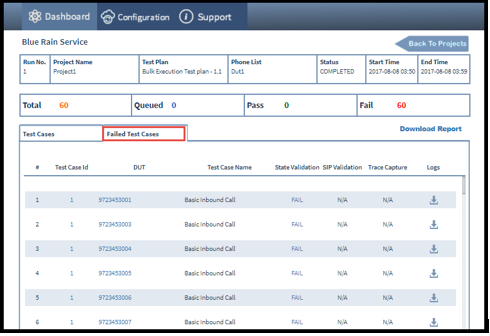 Dashboard Configuration Support
Blue Rain Service
Back To Projects
Run No. Project Name Test Plan Phone List Status Start Time End Time
1 Project1 Bulk Execution Test plan - 1.1 Dut1 COMPLETED 2017-08-08 03:50 2017-08-08 03:59
Total 60 Queued 0 Pass 0 Fail 60
Test Cases Failed Test Cases Download Report
# Test Case Id DUT Test Case Name State Validation SIP Validation Trace Capture Logs
1 1 9723453001 Basic Inbound Call FAIL N/A N/A
2 1 9723453003 Basic Inbound Call FAIL N/A N/A
3 1 9723453004 Basic Inbound Call FAIL N/A N/A
4 1 9723453005 Basic Inbound Call FAIL N/A N/A
5 1 9723453006 Basic Inbound Call FAIL N/A N/A
6 1 9723453007 Basic Inbound Call FAIL N/A N/A